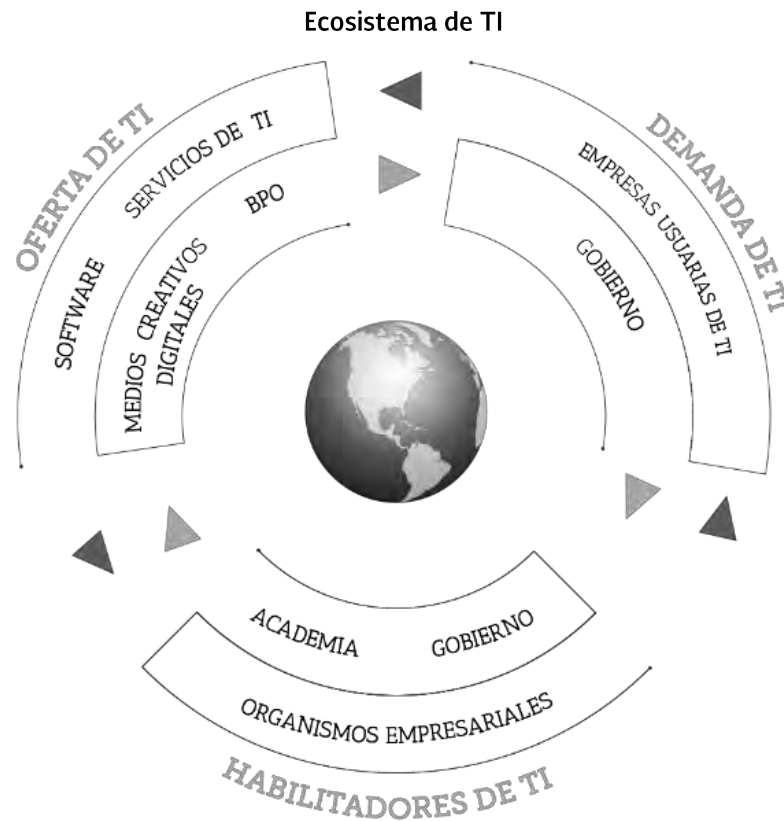 Ecosistema de TI
OFERTA DE TI
SERVICIOS DE TI
SOFTWARE
BPO
MEDIOS CREATIVOS
DIGITALES
DEMANDA DE TI
EMPRESAS USUARIAS DE TI
GOBIERNO
ACADEMIA
GOBIERNO
ORGANISMOS EMPRESARIALES
HABILITADORES DE TI